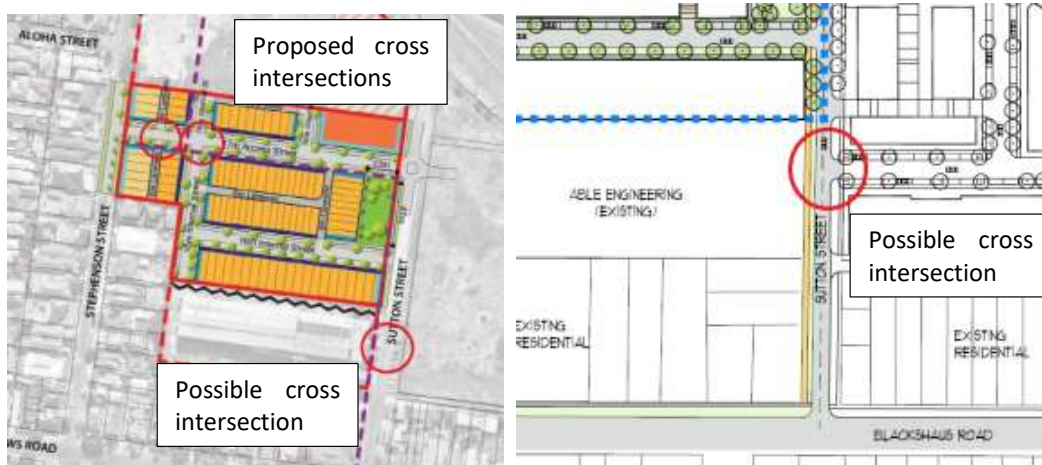 ALOHA STREET
Proposed cross
intersections
STEPHENSON STREET
SUTTON STREET
Possible cross
intersection
WS ROAD
ABLE ENGINEERING
(EXISTING)
SUTTON STREET
Possible cross
intersection
EXISTING
RESIDENTIAL
EXISTING
RESIDENTIAL
BLACKSHAUS ROAD